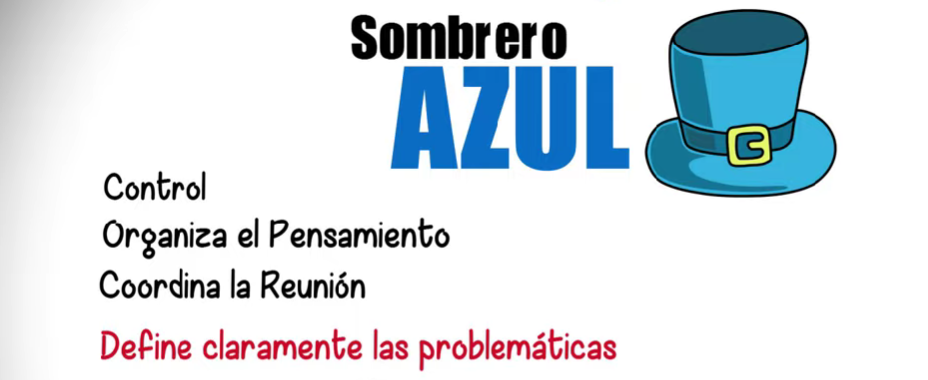 Sombrero
AZUL
Control
Organiza el Pensamiento
Coordina la Reunión
Define claramente las problemáticas